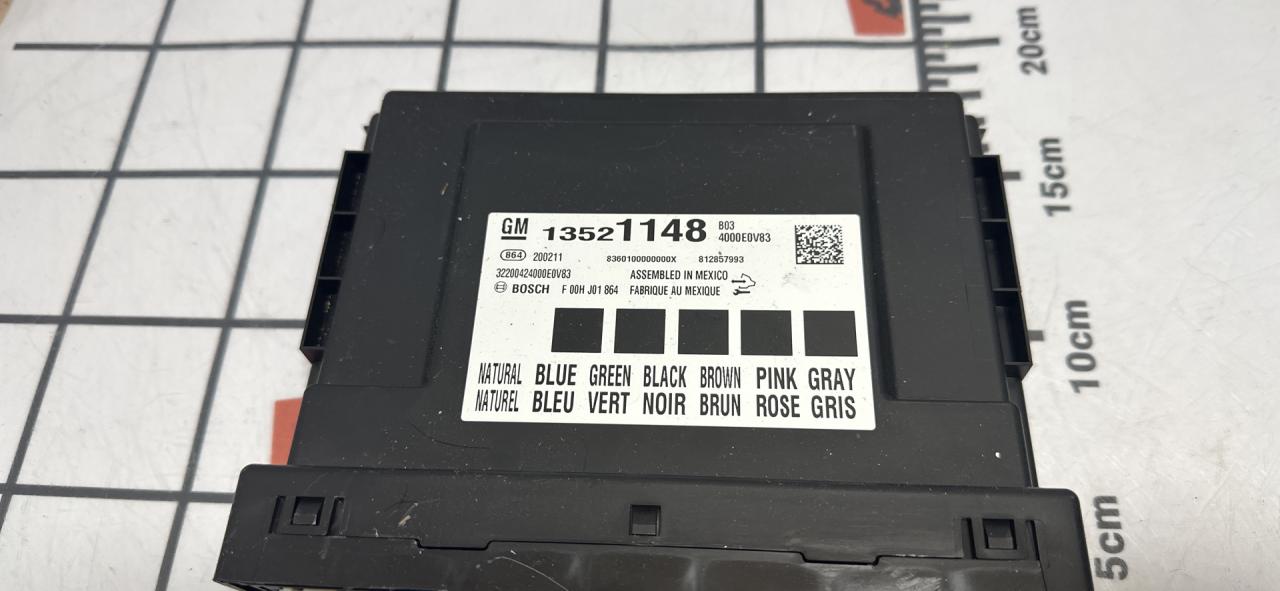 GM 13521148 B03
4000E0V83
864 200211 8360100000000X 812857993
32200424000E0V83 ASSEMBLED IN MEXICO
BOSCH F 00H J01 864 FABRIQUE AU MEXIQUE
NATURAL BLUE GREEN BLACK BROWN PINK GRAY
NATUREL BLEU VERT NOIR BRUN ROSE GRIS
20cm
15cm
10cm
5cm